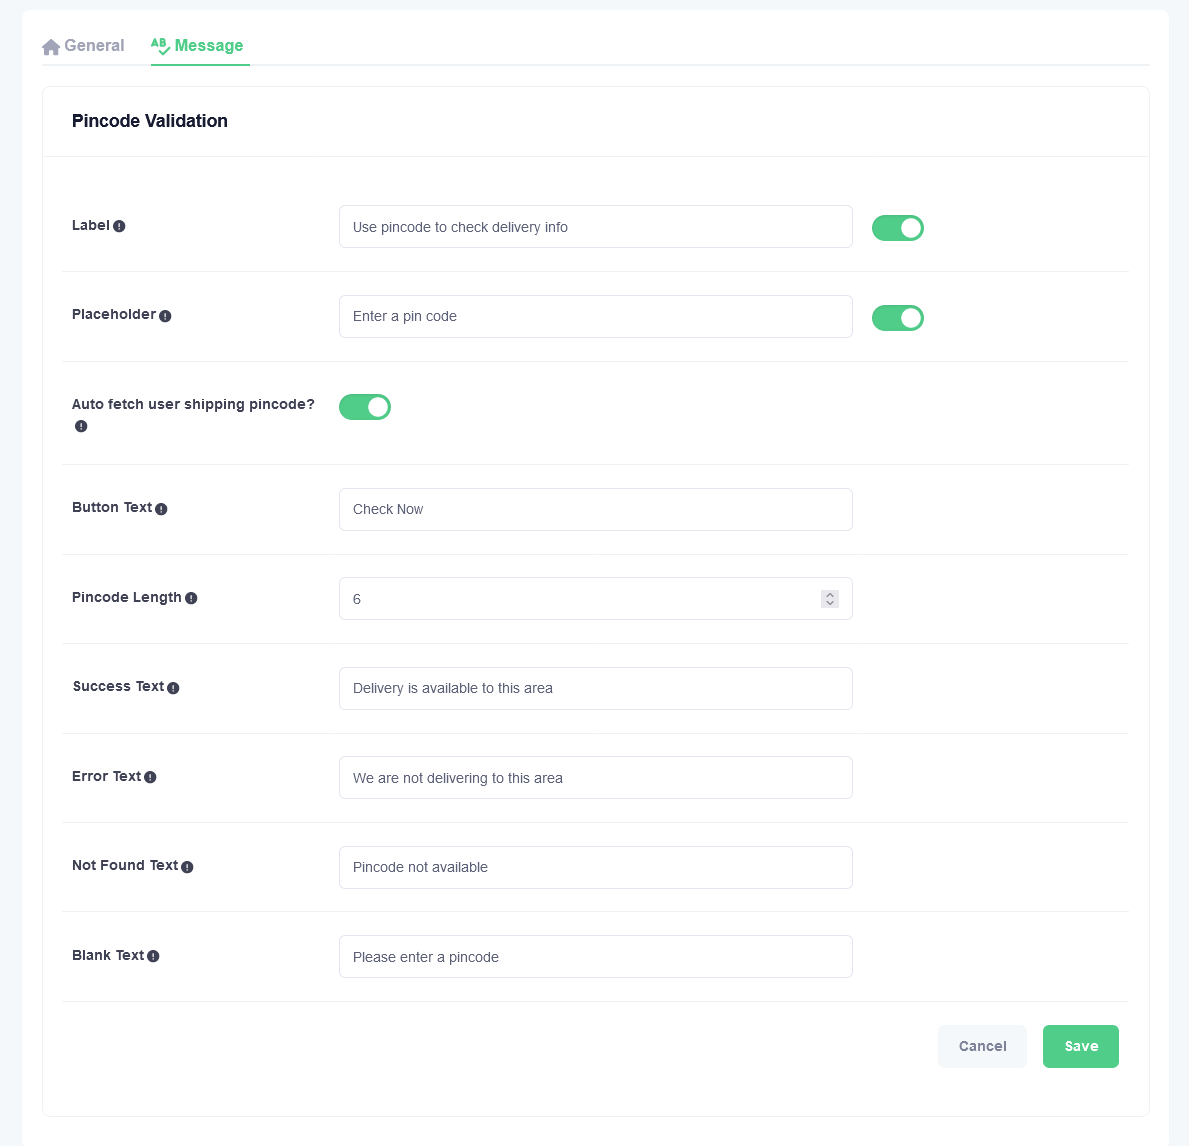 General
Message
Pincode Validation
Label
Use pincode to check delivery info
Placeholder
Enter a pin code
Auto fetch user shipping pincode?
Button Text
Check Now
Pincode Length
6
Success Text
Delivery is available to this area
Error Text
We are not delivering to this area
Not Found Text
Pincode not available
Blank Text
Please enter a pincode
Cancel
Save